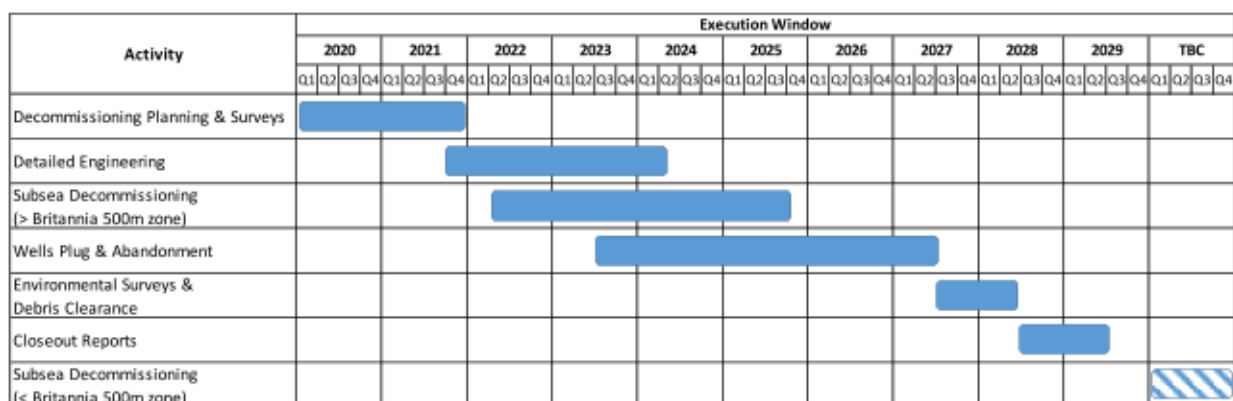 Execution Window
Activity
2020 2021 2022 2023 2024 2025 2026 2027 2028 2029 TBC
Q1 Q2 Q3 Q4 Q1 Q2 Q3 Q4 Q1 Q2 Q3 Q4 Q1 Q2 Q3 Q4 Q1 Q2 Q3 Q4 Q1 Q2 Q3 Q4 Q1 Q2 Q3 Q4 Q1 Q2 Q3 Q4 Q1 Q2 Q3 Q4 Q1 Q2 Q3 Q4 Q1 Q2 Q3 Q4
Decommissioning Planning & Surveys
Detailed Engineering
Subsea Decommissioning
(> Britannia 500m zone)
Wells Plug & Abandonment
Environmental Surveys &
Debris Clearance
Closeout Reports
Subsea Decommissioning
(< Britannia 500m zone)